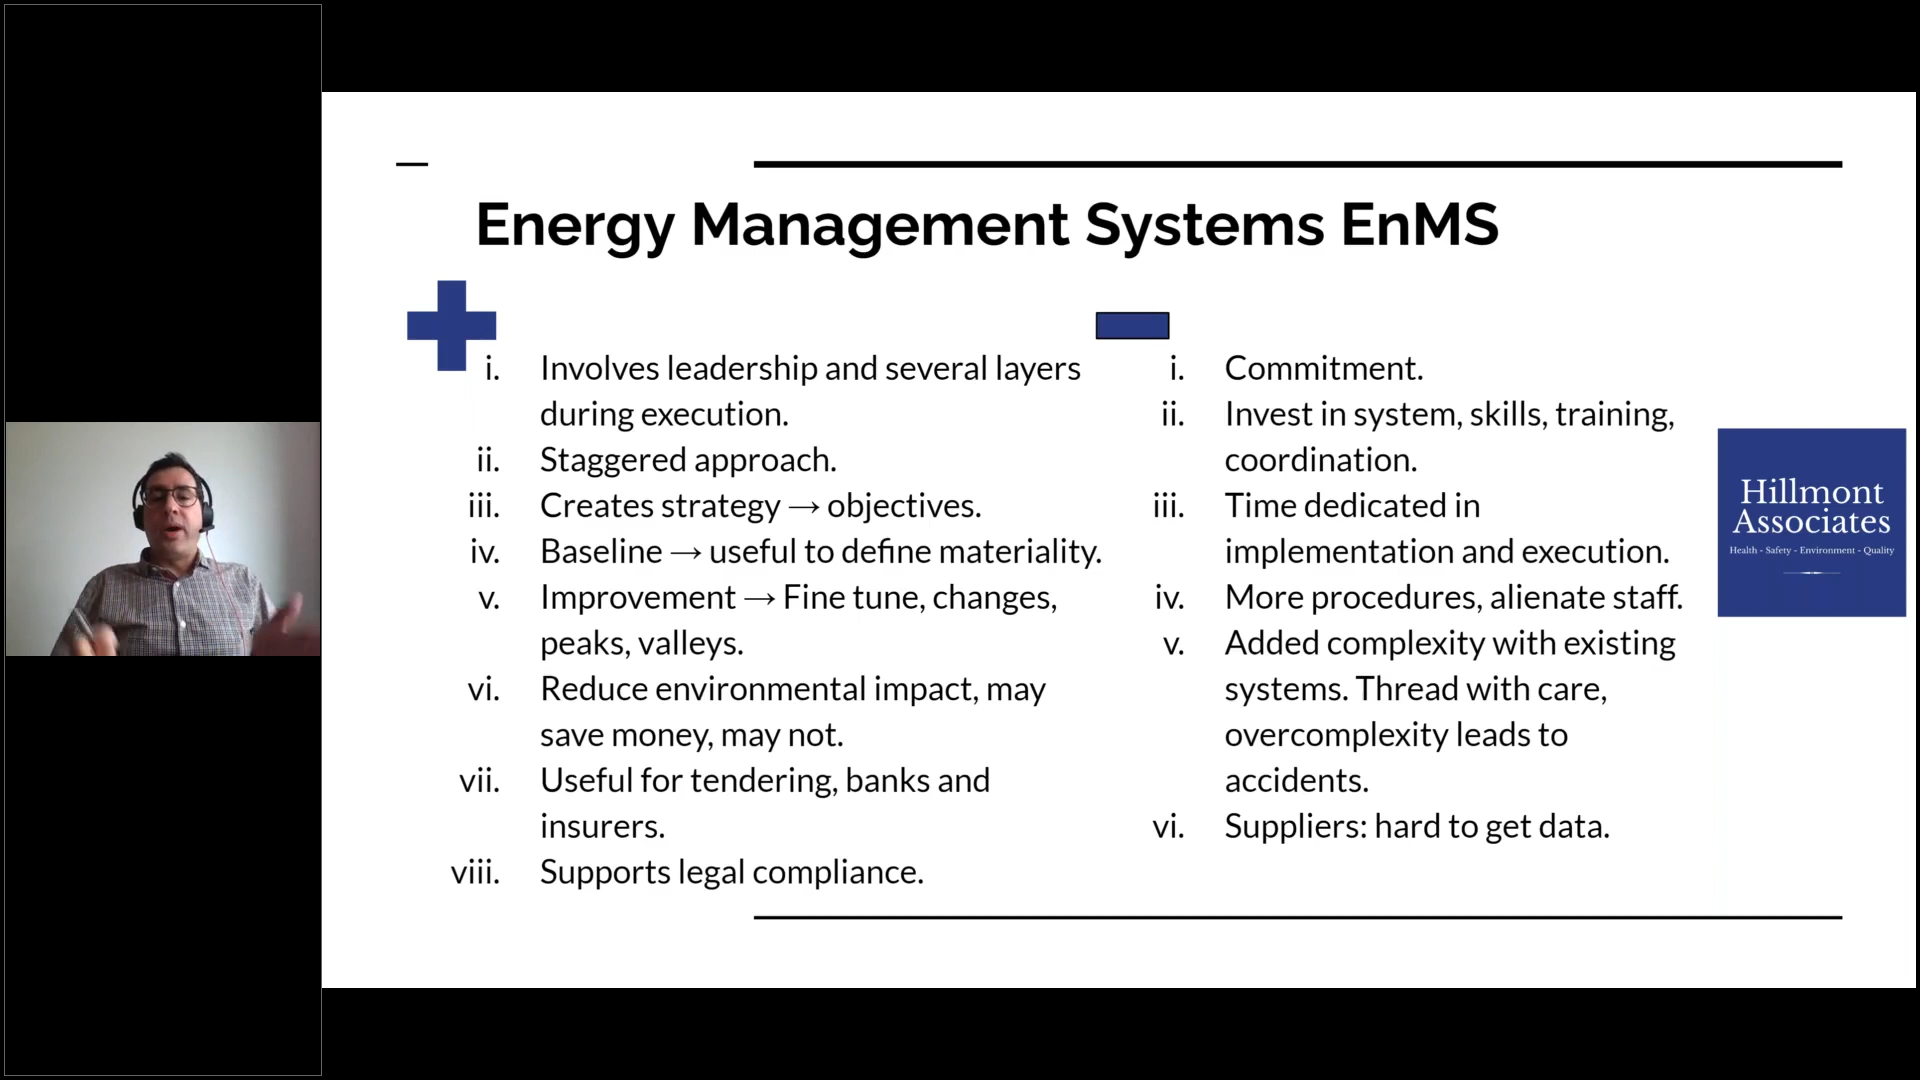 Energy Management Systems EnMS
i. Involves leadership and several layers
during execution.
ii. Staggered approach.
iii. Creates strategy → objectives.
iv. Baseline → useful to define materiality.
v. Improvement → Fine tune, changes,
peaks, valleys.
vi. Reduce environmental impact, may
save money, may not.
vii. Useful for tendering, banks and
insurers.
viii. Supports legal compliance.
i. Commitment.
ii. Invest in system, skills, training,
coordination.
iii. Time dedicated in
implementation and execution.
iv. More procedures, alienate staff.
v. Added complexity with existing
systems. Thread with care,
overcomplexity leads to
accidents.
vi. Suppliers: hard to get data.
Hillmont
Associates
Health - Safety - Environment - Quality